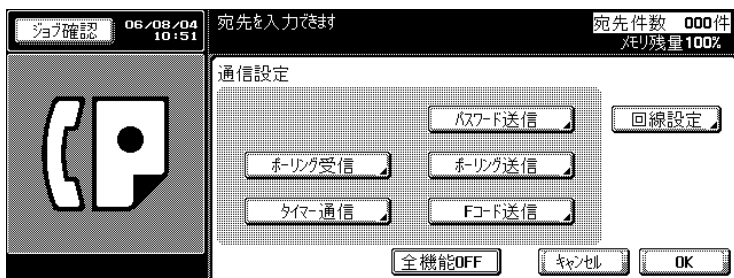 ジョブ確認
06/08/04
10:51
宛先を入力できます
宛先件数 000件
メモリ残量100%
通信設定
パスワード送信
回線設定
ポーリング受信
ポーリング送信
タイマー通信
Fコード送信
全機能OFF
キャンセル
OK